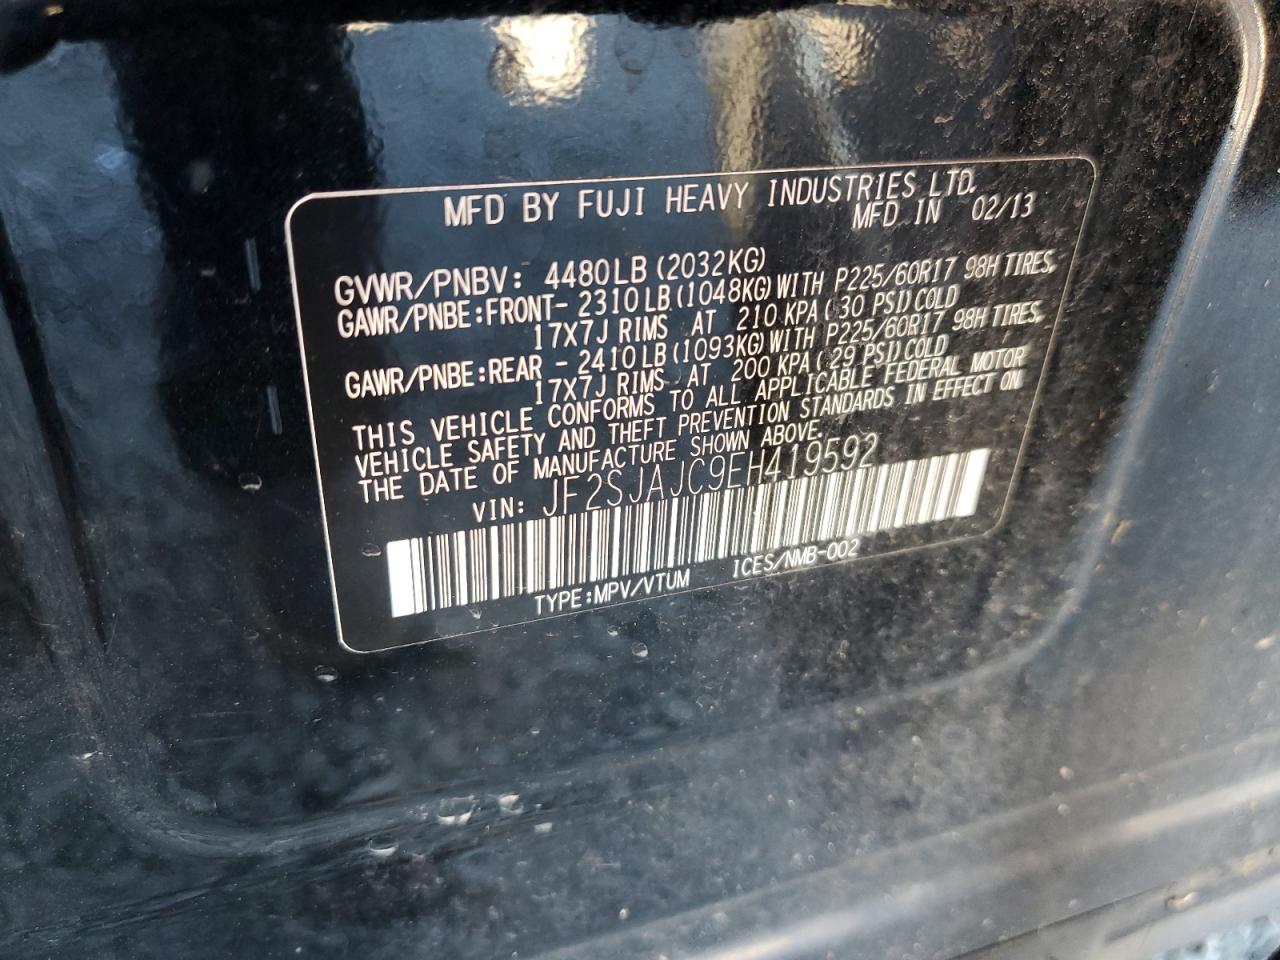 MFD BY FUJI HEAVY INDUSTRIES LTD.
MFD IN 02/13
GVWR/PNBV: 4480LB (2032KG)
GAWR/PNBE:FRONT- 2310LB(1048KG)WITH P225/60R17 98H TIRES,
17X7J RIMS AT 210 KPA( 30 PSI)COLD
GAWR/PNBE:REAR - 2410LB(1093KG)WITH P225/60R17 98H TIRES,
17X7J RIMS AT 200 KPA( 29 PSI)COLD
THIS VEHICLE CONFORMS TO ALL APPLICABLE FEDERAL MOTOR
VEHICLE SAFETY AND THEFT PREVENTION STANDARDS IN EFFECT ON
THE DATE OF MANUFACTURE SHOWN ABOVE.
VIN: JF2SJAJC9EH419592
TYPE:MPV/VTUM ICES/NMB-002